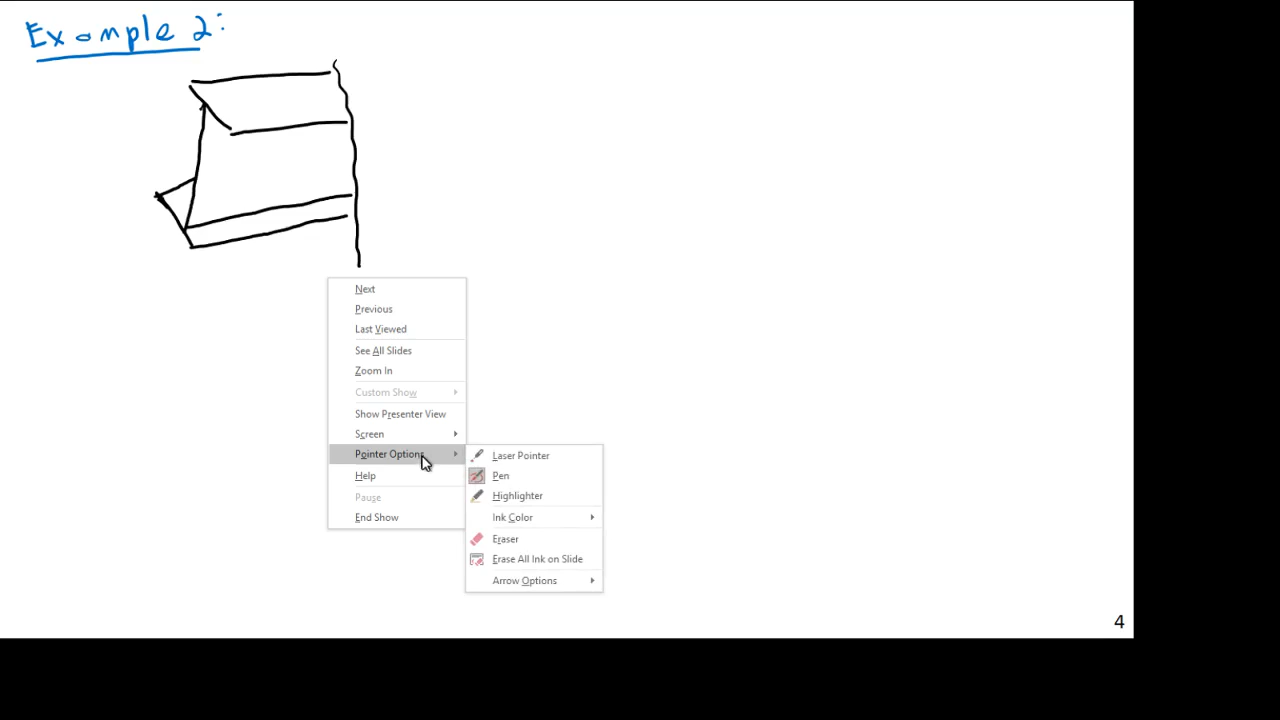 Example 2:
Next
Previous
Last Viewed
See All Slides
Zoom In
Custom Show
Show Presenter View
Screen
Pointer Options
Help
Pause
End Show
Laser Pointer
Pen
Highlighter
Ink Color
Eraser
Erase All Ink on Slide
Arrow Options
4